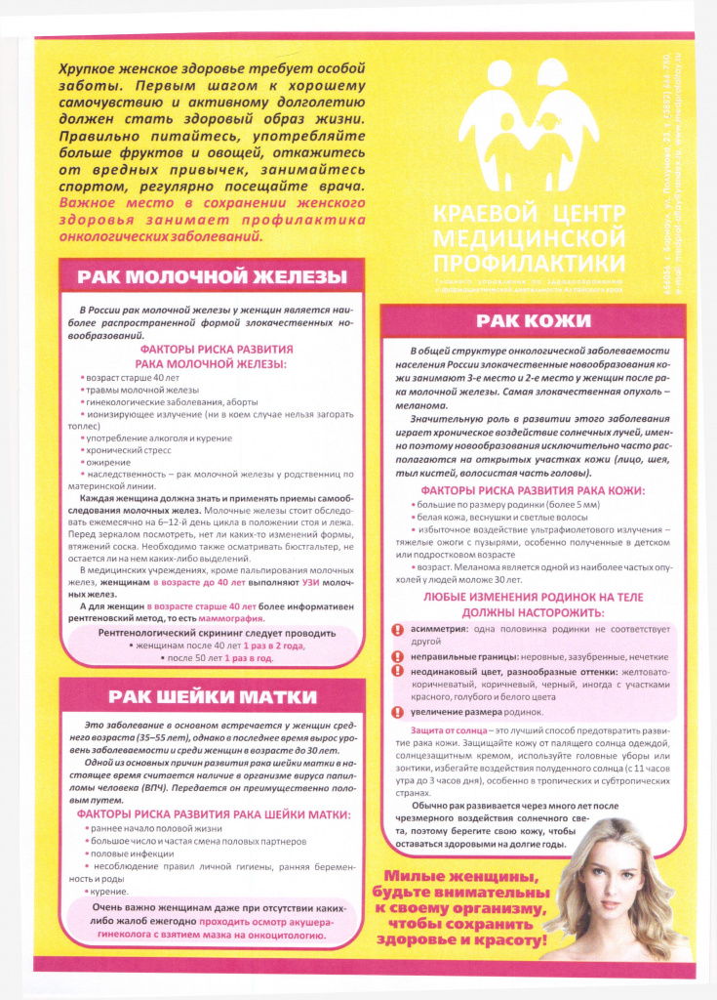 Хрупкое женское здоровье требует особой
заботы. Первым шагом к хорошему
самочувствию и активному долголетию
должен стать здоровый образ жизни.
Правильно питайтесь, употребляйте
больше фруктов и овощей, откажитесь
от вредных привычек, занимайтесь
спортом, регулярно посещайте врача.
Важное место в сохранении женского
здоровья занимает профилактика
онкологических заболеваний.
КРАЕВОЙ ЦЕНТР
МЕДИЦИНСКОЙ
ПРОФИЛАКТИКИ
РАК МОЛОЧНОЙ ЖЕЛЕЗЫ
В России рак молочной железы у женщин является наи-
более распространенной формой злокачественных но-
вообразований.
ФАКТОРЫ РИСКА РАЗВИТИЯ
РАКА МОЛОЧНОЙ ЖЕЛЕЗЫ:
• возраст старше 40 лет
• травмы молочной железы
• гинекологические заболевания, аборты
• ионизирующее излучение (ни в коем случае нельзя загорать
топлес)
• употребление алкоголя и курение
• хронический стресс
• ожирение
• наследственность – рак молочной железы у родственниц по
материнской линии.
Каждая женщина должна знать и применять приемы самооб-
следования молочных желез. Молочные железы стоит обследо-
вать ежемесячно на 6–12-й день цикла в положении стоя и лежа.
Перед зеркалом посмотреть, нет ли каких-то изменений формы,
втяжений соска. Необходимо также осматривать бюстгальтер, не
остается ли на нем каких-либо выделений.
В медицинских учреждениях, кроме пальпирования молочных
желез, женщинам в возрасте до 40 лет выполняют УЗИ молоч-
ных желез.
А для женщин в возрасте старше 40 лет более информативен
рентгеновский метод, то есть маммография.
Рентгенологический скрининг следует проводить
• женщинам после 40 лет 1 раз в 2 года,
• после 50 лет 1 раз в год.
РАК ШЕЙКИ МАТКИ
Это заболевание в основном встречается у женщин сред-
него возраста (35–55 лет), однако в последнее время вырос уро-
вень заболеваемости и среди женщин в возрасте до 30 лет.
Одной из основных причин развития рака шейки матки в на-
стоящее время считается наличие в организме вируса папил-
ломы человека (ВПЧ). Передается он преимущественно поло-
вым путем.
ФАКТОРЫ РИСКА РАЗВИТИЯ РАКА ШЕЙКИ МАТКИ:
• раннее начало половой жизни
• большое число и частая смена половых партнеров
• половые инфекции
• несоблюдение правил личной гигиены, ранняя беремен-
ность и роды
• курение.
Очень важно женщинам даже при отсутствии каких-
либо жалоб ежегодно проходить осмотр акушера-
гинеколога с взятием мазка на онкоцитологию.
РАК КОЖИ
В общей структуре онкологической заболеваемости
населения России злокачественные новообразования ко-
жи занимают 3-е место и 2-е место у женщин после ра-
ка молочной железы. Самая злокачественная опухоль –
меланома.
Значительную роль в развитии этого заболевания
играет хроническое воздействие солнечных лучей, имен-
но поэтому новообразования исключительно часто рас-
полагаются на открытых участках кожи (лицо, шея,
тыл кистей, волосистая часть головы).
ФАКТОРЫ РИСКА РАЗВИТИЯ РАКА КОЖИ:
• большие по размеру родинки (более 5 мм)
• белая кожа, веснушки и светлые волосы
• избыточное воздействие ультрафиолетового излучения –
тяжелые ожоги с пузырями, особенно полученные в детском
или подростковом возрасте
• возраст. Меланома является одной из наиболее частых опу-
холей у людей моложе 30 лет.
ЛЮБЫЕ ИЗМЕНЕНИЯ РОДИНОК НА ТЕЛЕ
ДОЛЖНЫ НАСТОРОЖИТЬ:
! асимметрия: одна половинка родинки не соответствует
другой
! неправильные границы: неровные, зазубренные, нечеткие
! неодинаковый цвет, разнообразные оттенки: желтовато-
коричневатый, коричневый, черный, иногда с участками
красного, голубого и белого цвета
! увеличение размера родинок.
Защита от солнца – это лучший способ предотвратить разви-
тие рака кожи. Защищайте кожу от палящего солнца одеждой,
солнцезащитным кремом, используйте головные уборы или
зонтики, избегайте воздействия полуденного солнца (с 11 часов
утра до 3 часов дня), особенно в тропических и субтропических
странах.
Обычно рак развивается через много лет после
чрезмерного воздействия солнечного све-
та, поэтому берегите свою кожу, чтобы
оставаться здоровыми на долгие годы.
Милые женщины,
будьте внимательны
к своему организму,
чтобы сохранить
здоровье и красоту!